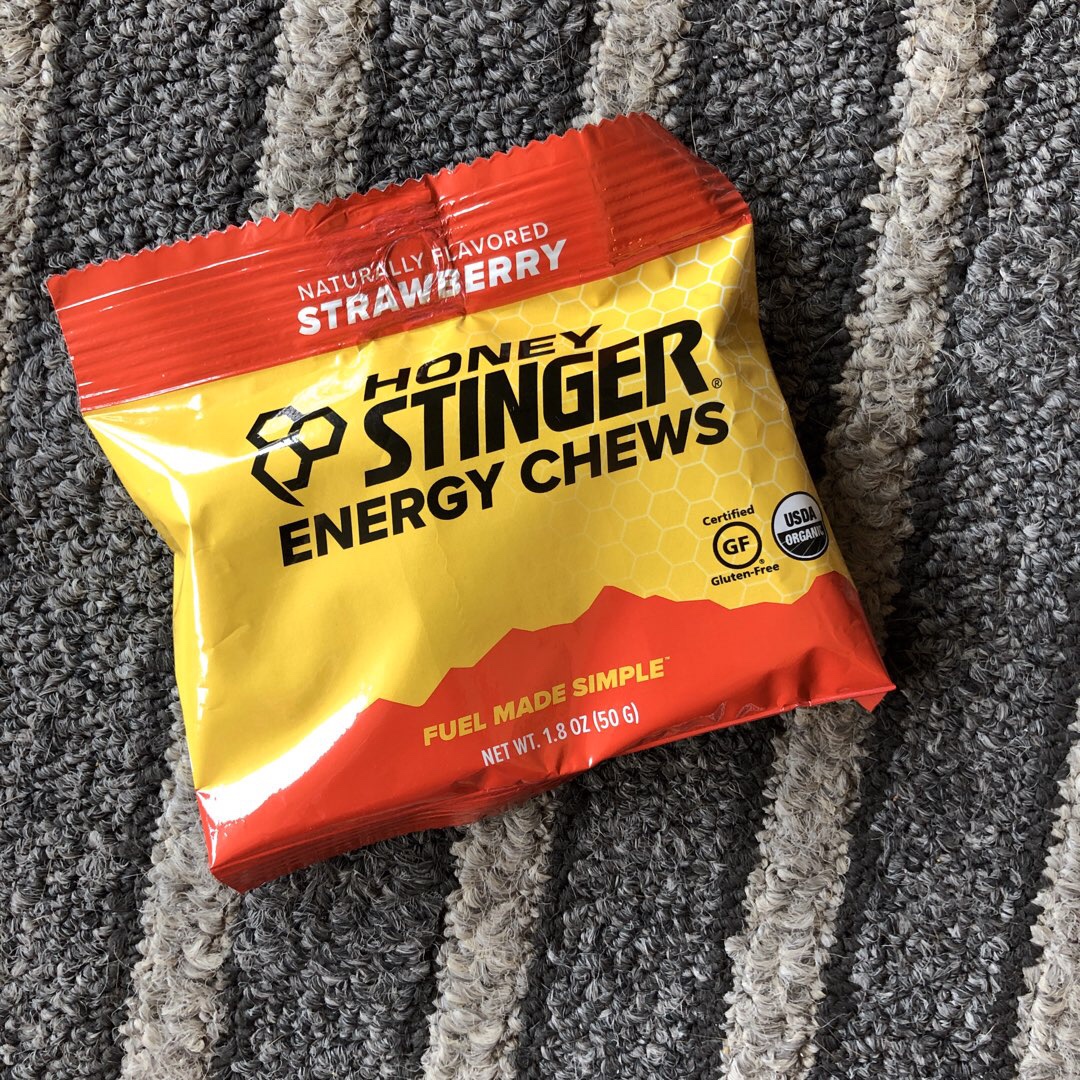 NATURALLY FLAVORED
STRAWBERRY
HONEY
STINGER®
ENERGY CHEWS
Certified
GF®
Gluten-Free
USDA
ORGANIC
FUEL MADE SIMPLE™
NET WT. 1.8 OZ (50 G)